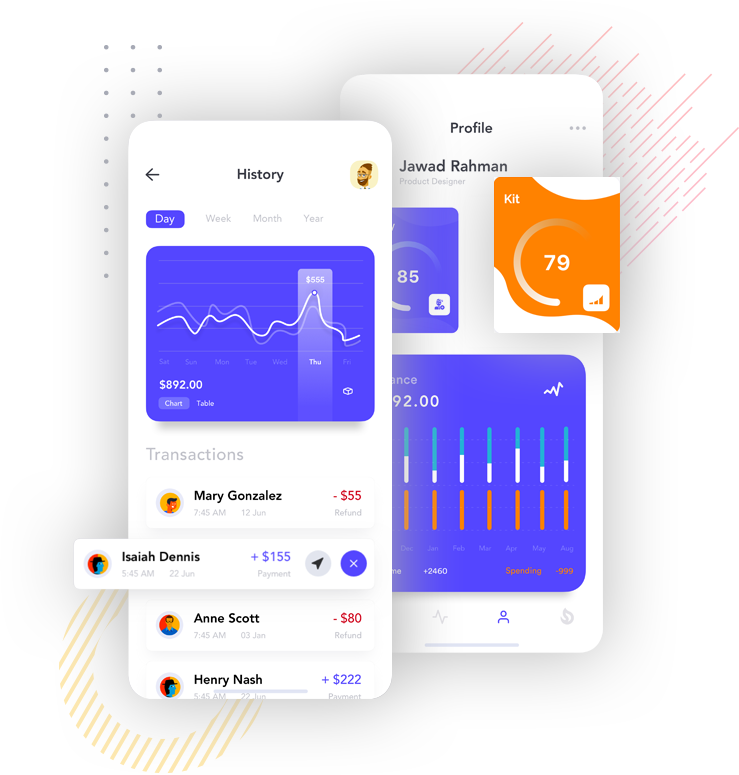 History
Day Week Month Year
$555
Sat Sun Mon Tue Wed Thu Fri
$892.00
Chart Table
Transactions
Mary Gonzalez - $55
7:45 AM 12 Jun Refund
Isaiah Dennis + $155
5:45 AM 22 Jun Payment
Anne Scott - $80
7:45 AM 03 Jan Refund
Henry Nash + $222
5:45 AM 22 Jun Payment
Profile
Jawad Rahman
Product Designer
y
85
Kit
79
ance
92.00
Dec Jan Feb Mar Apr May Aug
me +2460 Spending -999